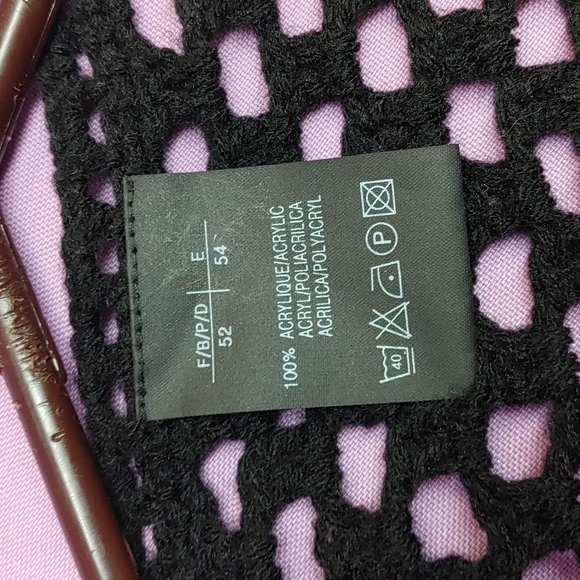 F/B/P/D | E
52 | 54
100% ACRYLIQUE/ACRYLIC
ACRYL/POLIACRILICA
ACRILICA/POLYACRYL
40 P